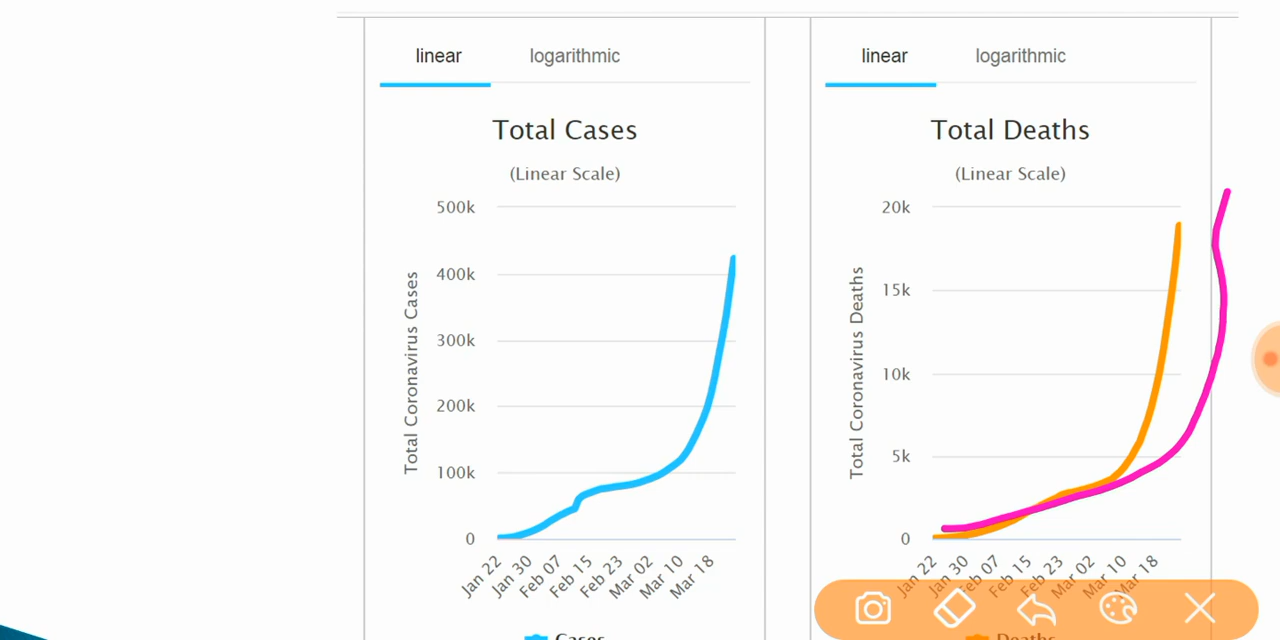 linear logarithmic
Total Cases
(Linear Scale)
Total Coronavirus Cases
500k
400k
300k
200k
100k
0
Jan 22
Jan 30
Feb 07
Feb 15
Feb 23
Mar 02
Mar 10
Mar 18
Cases
linear logarithmic
Total Deaths
(Linear Scale)
Total Coronavirus Deaths
20k
15k
10k
5k
0
Jan 22
Jan 30
Feb 07
Feb 15
Feb 23
Mar 02
Mar 10
Mar 18
Deaths